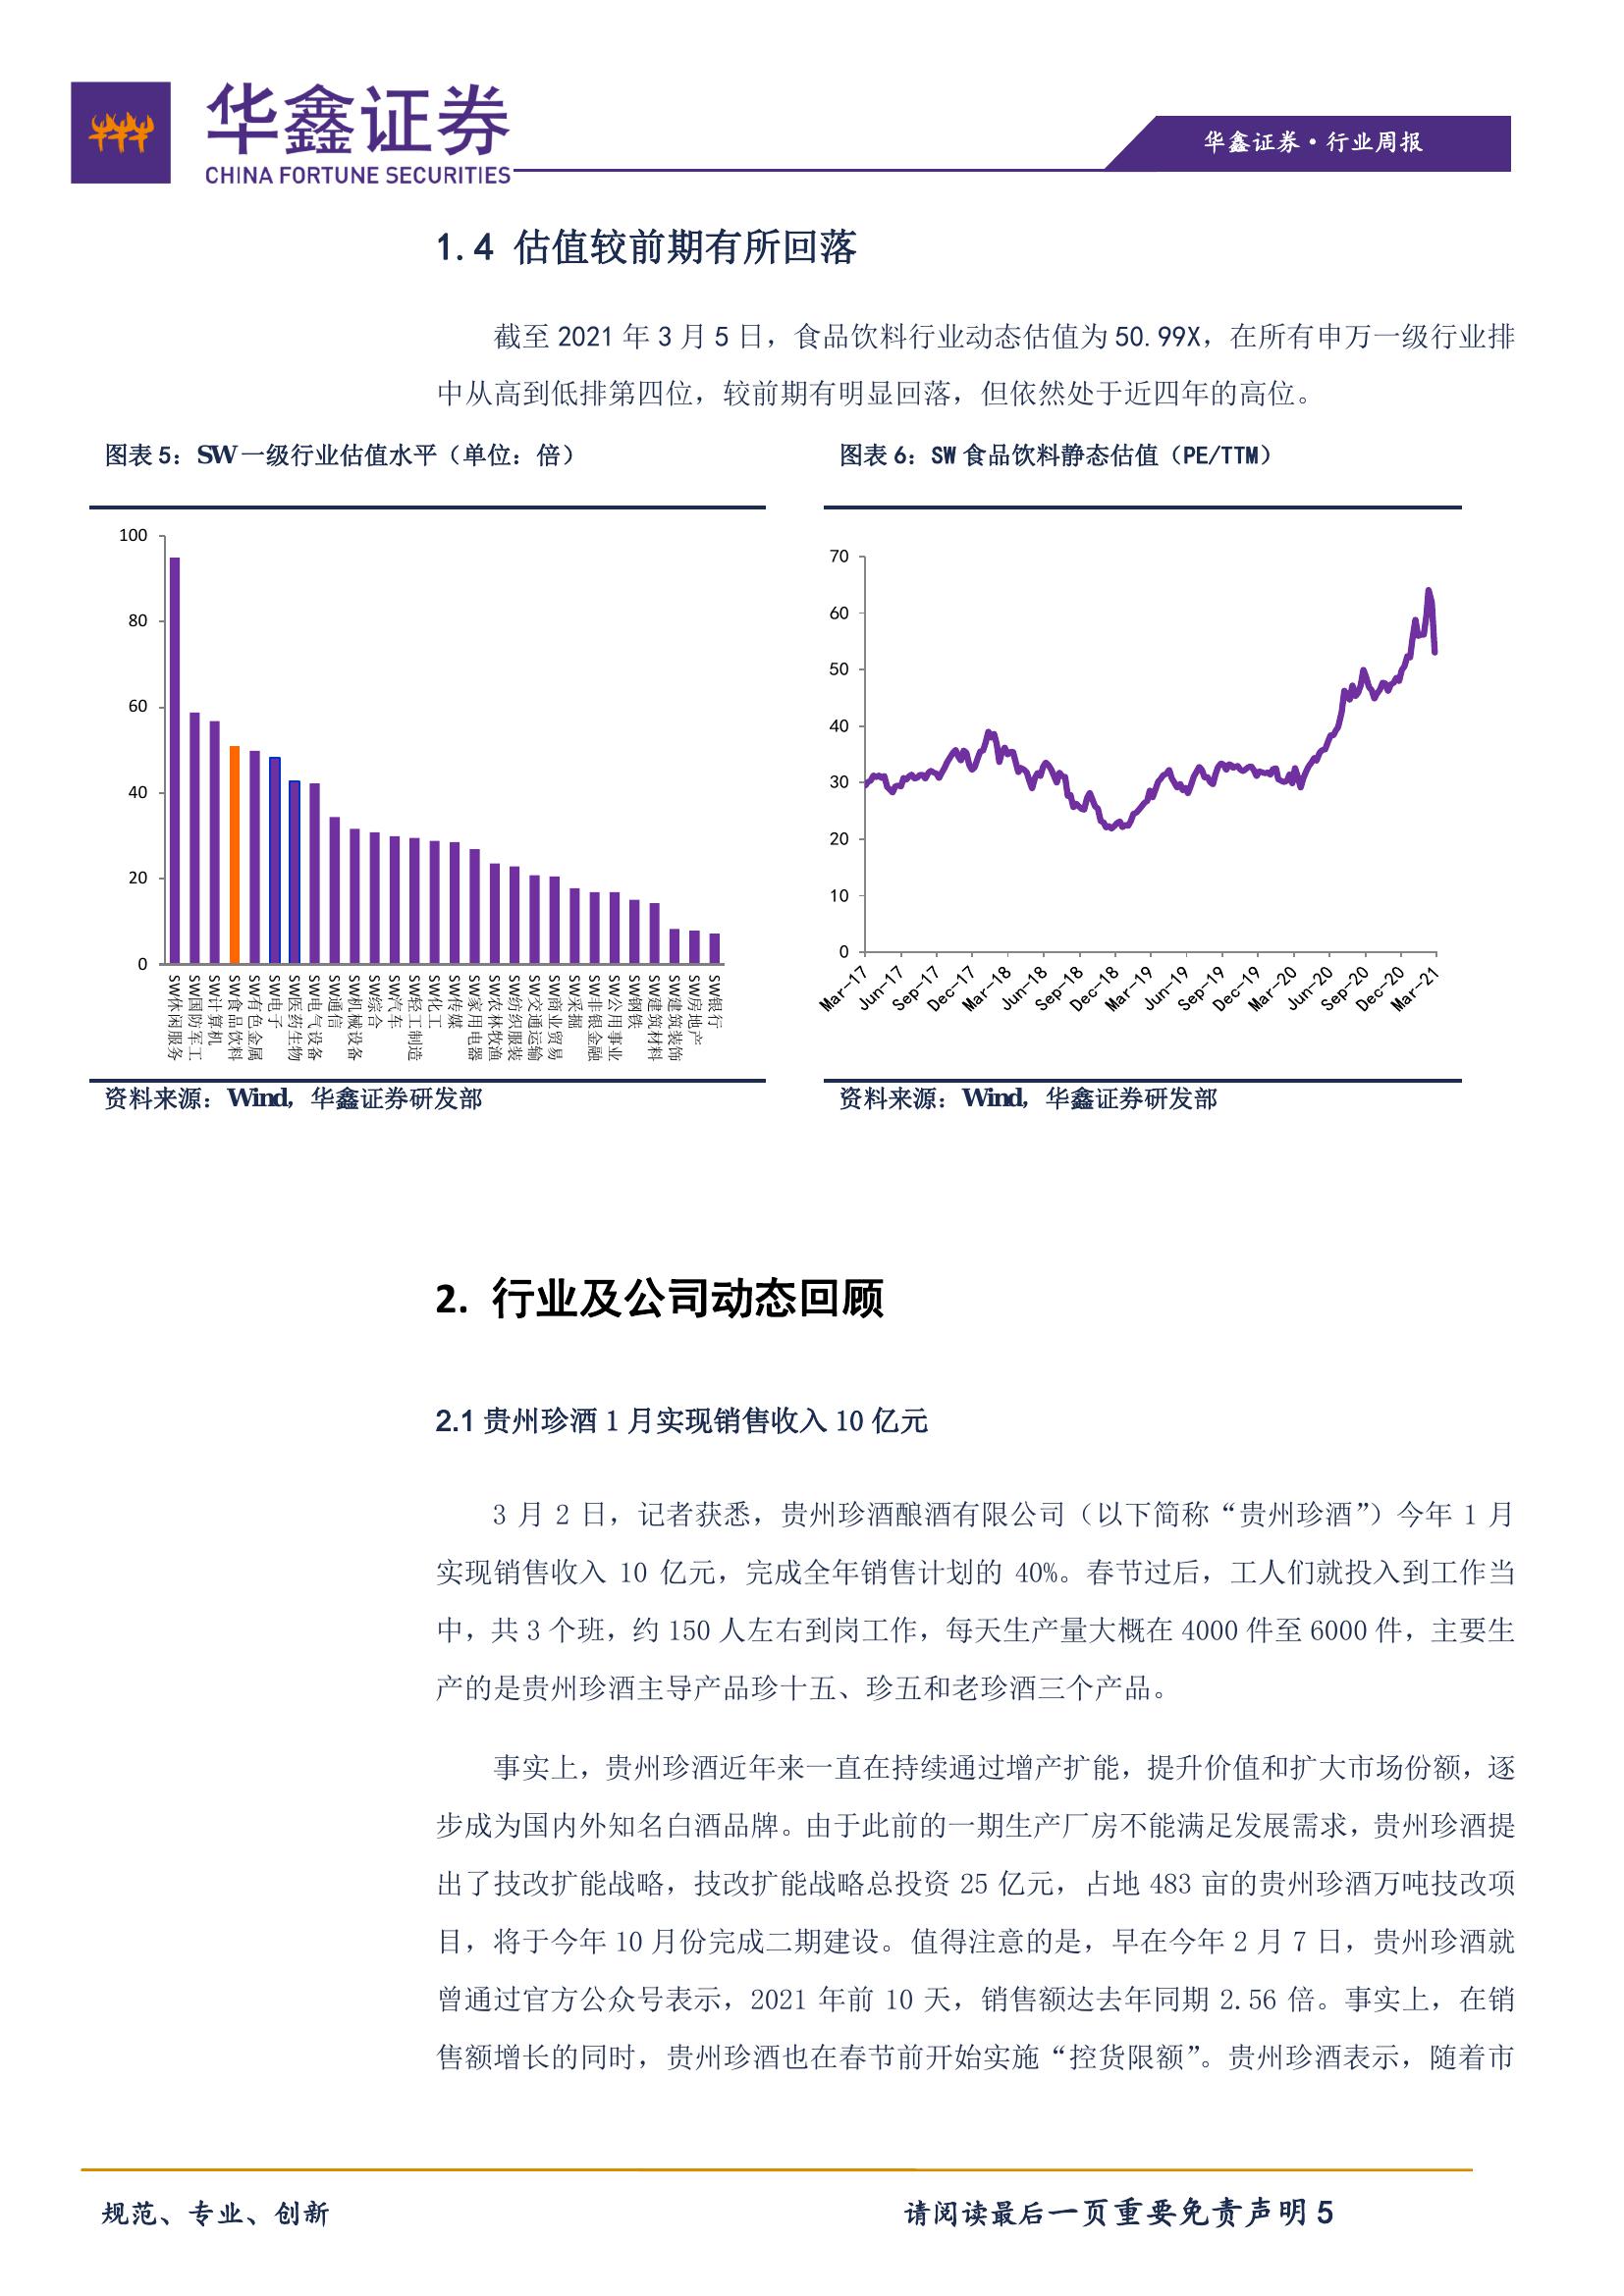 华鑫证券
CHINA FORTUNE SECURITIES
华鑫证券·行业周报
1.4 估值较前期有所回落
截至 2021 年 3 月 5 日，食品饮料行业动态估值为 50.99X，在所有申万一级行业排
中从高到低排第四位，较前期有明显回落，但依然处于近四年的高位。
图表 5：SW 一级行业估值水平（单位：倍）
100
80
60
40
20
0
SW休闲服务
SW国防军工
SW计算机
SW食品饮料
SW有色金属
SW电子
SW医药生物
SW电气设备
SW通信
SW机械设备
SW综合
SW汽车
SW轻工制造
SW化工
SW传媒
SW家用电器
SW农林牧渔
SW纺织服装
SW交通运输
SW商业贸易
SW采掘
SW非银金融
SW公用事业
SW钢铁
SW建筑材料
SW建筑装饰
SW房地产
SW银行
资料来源：Wind，华鑫证券研发部
图表 6：SW 食品饮料静态估值（PE/TTM）
70
60
50
40
30
20
10
0
Mar-17
Jun-17
Sep-17
Dec-17
Mar-18
Jun-18
Sep-18
Dec-18
Mar-19
Jun-19
Sep-19
Dec-19
Mar-20
Jun-20
Sep-20
Dec-20
Mar-21
资料来源：Wind，华鑫证券研发部
2. 行业及公司动态回顾
2.1 贵州珍酒 1 月实现销售收入 10 亿元
3 月 2 日，记者获悉，贵州珍酒酿酒有限公司（以下简称“贵州珍酒”）今年 1 月
实现销售收入 10 亿元，完成全年销售计划的 40%。春节过后，工人们就投入到工作当
中，共 3 个班，约 150 人左右到岗工作，每天生产量大概在 4000 件至 6000 件，主要生
产的是贵州珍酒主导产品珍十五、珍五和老珍酒三个产品。
事实上，贵州珍酒近年来一直在持续通过增产扩能，提升价值和扩大市场份额，逐
步成为国内外知名白酒品牌。由于此前的一期生产厂房不能满足发展需求，贵州珍酒提
出了技改扩能战略，技改扩能战略总投资 25 亿元，占地 483 亩的贵州珍酒万吨技改项
目，将于今年 10 月份完成二期建设。值得注意的是，早在今年 2 月 7 日，贵州珍酒就
曾通过官方公众号表示，2021 年前 10 天，销售额达去年同期 2.56 倍。事实上，在销
售额增长的同时，贵州珍酒也在春节前开始实施“控货限额”。贵州珍酒表示，随着市
规范、专业、创新
请阅读最后一页重要免责声明 5